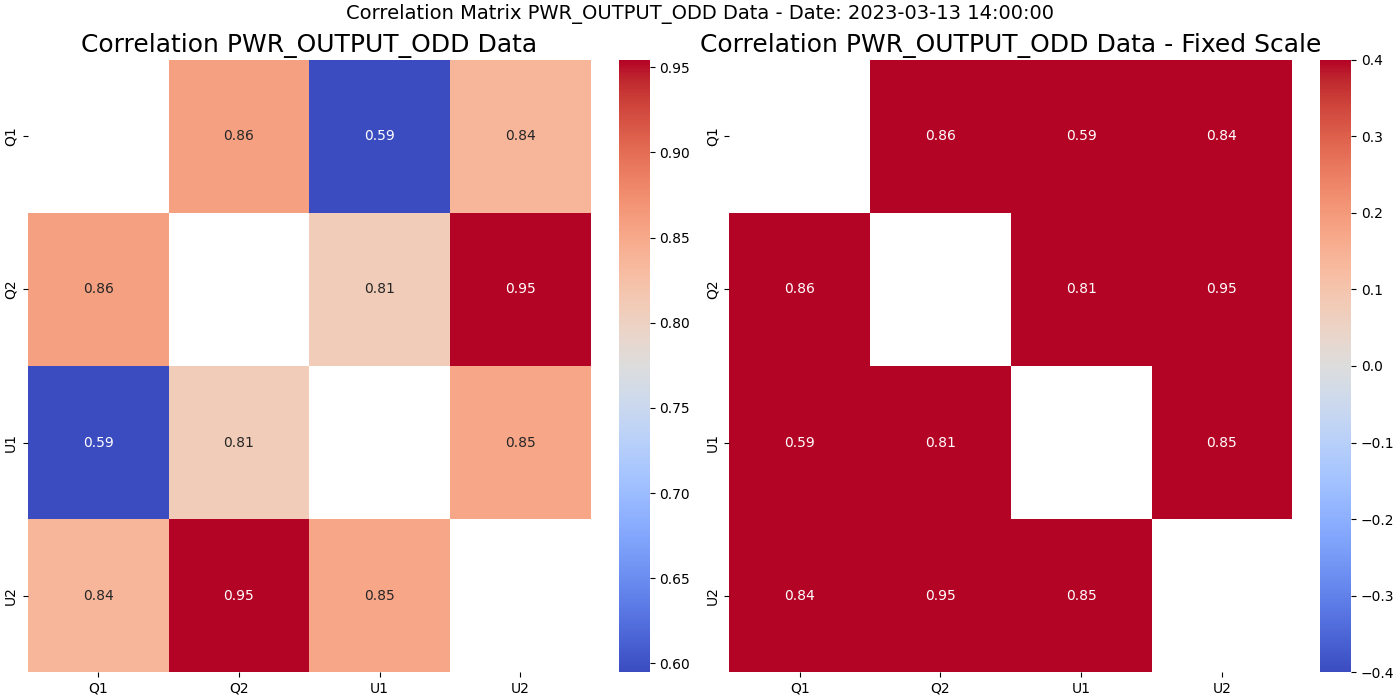 Correlation Matrix PWR_OUTPUT_ODD Data - Date: 2023-03-13 14:00:00
Correlation PWR_OUTPUT_ODD Data
Q1
0.86
0.59
0.84
Q2
0.86
0.81
0.95
U1
0.59
0.81
0.85
U2
0.84
0.95
0.85
Q1
Q2
U1
U2
0.95
0.90
0.85
0.80
0.75
0.70
0.65
0.60
Correlation PWR_OUTPUT_ODD Data - Fixed Scale
Q1
0.86
0.59
0.84
Q2
0.86
0.81
0.95
U1
0.59
0.81
0.85
U2
0.84
0.95
0.85
Q1
Q2
U1
U2
0.4
0.3
0.2
0.1
0.0
−0.1
−0.2
−0.3
−0.4